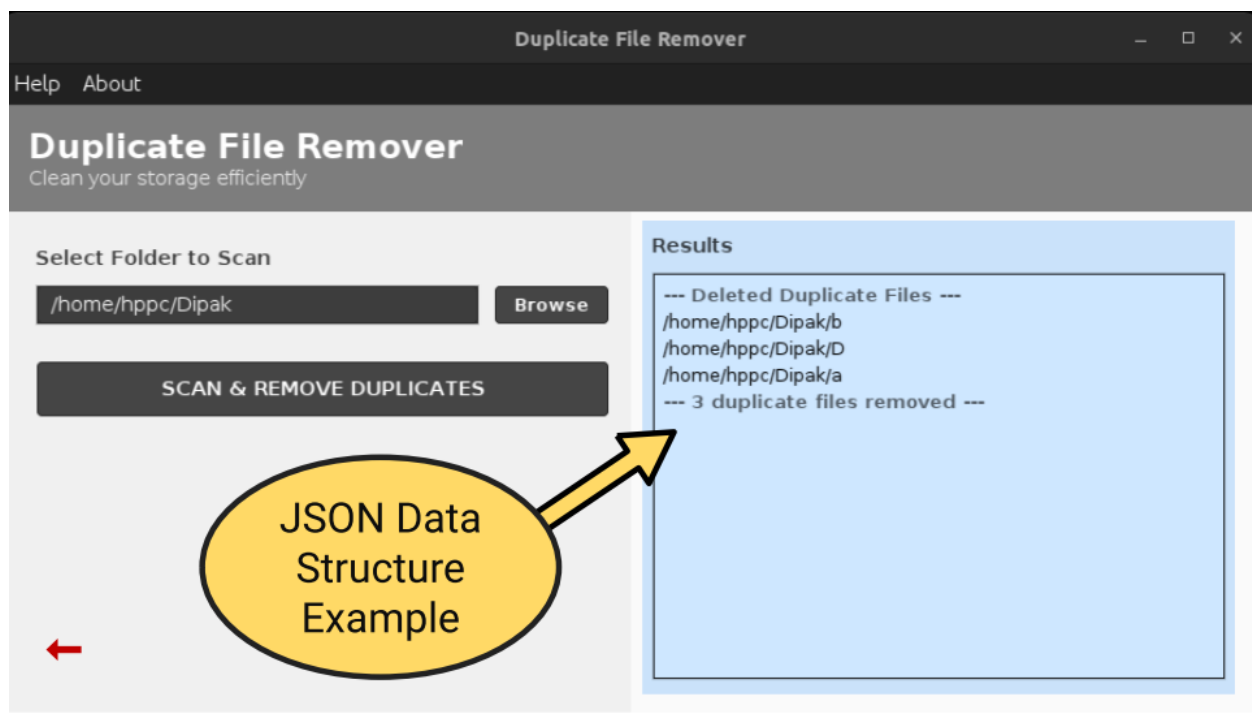 Duplicate File Remover
Help About
Duplicate File Remover
Clean your storage efficiently
Select Folder to Scan
/home/hppc/Dipak
Browse
SCAN & REMOVE DUPLICATES
Results
--- Deleted Duplicate Files ---
/home/hppc/Dipak/b
/home/hppc/Dipak/D
/home/hppc/Dipak/a
--- 3 duplicate files removed ---
JSON Data
Structure
Example